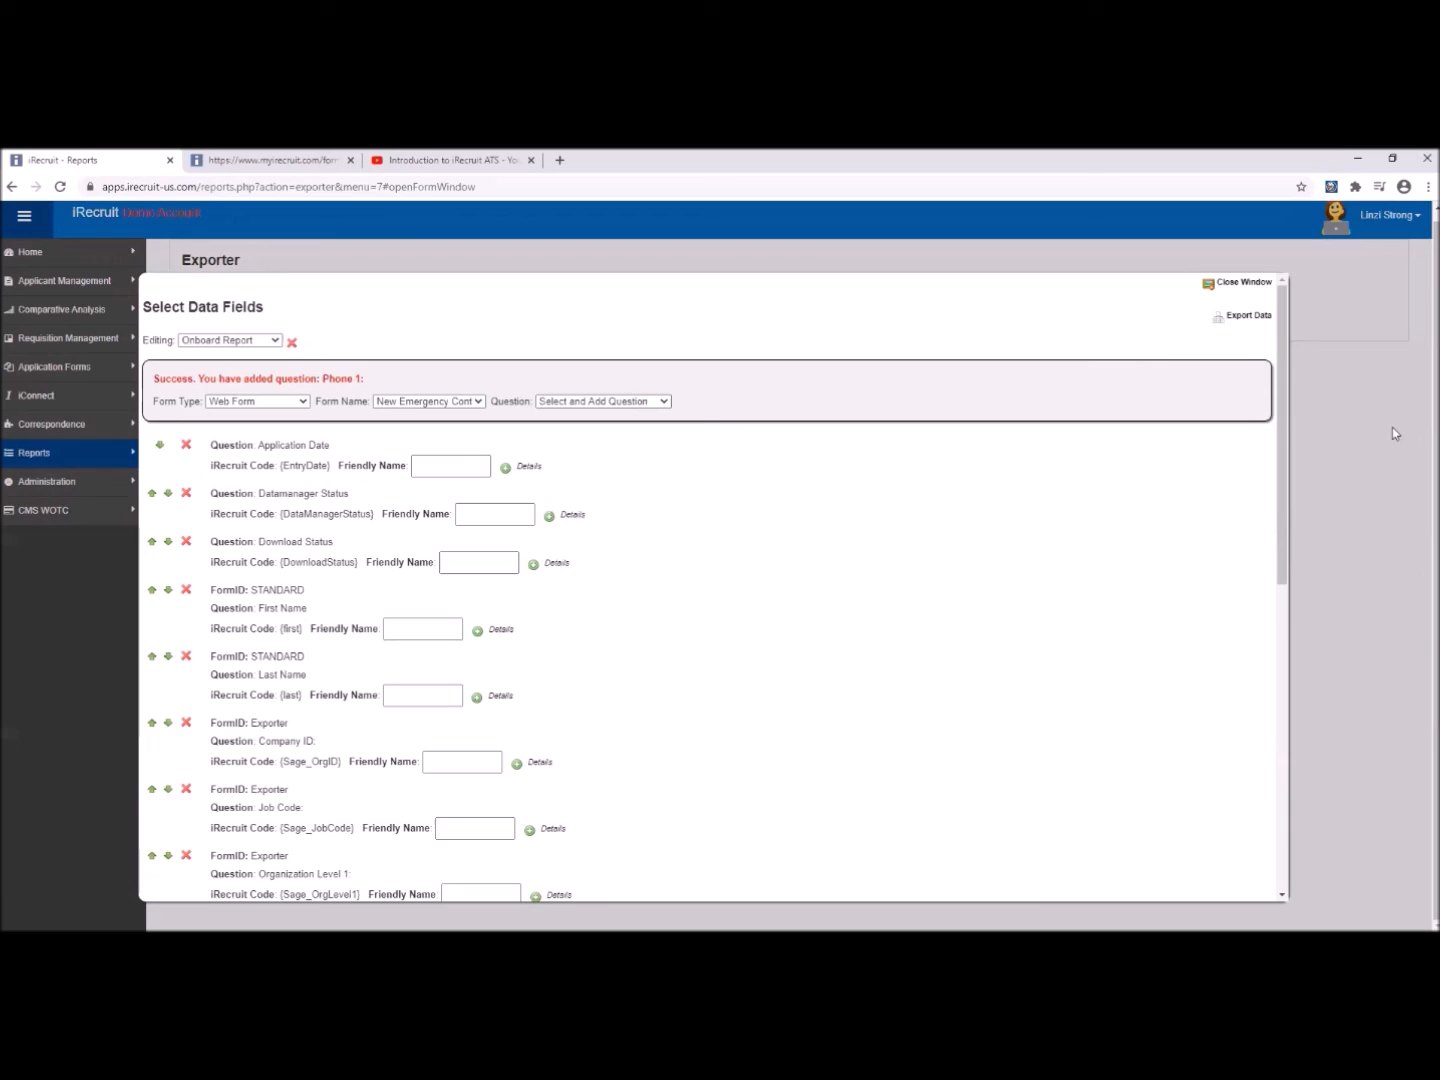 iRecruit - Reports
https://www.myirecruit.com/for
Introduction to iRecruit ATS - Yo
apps.irecruit-us.com/reports.php?action=exporter&menu=7#openFormWindow
iRecruit Demo Account
Linzi Strong
Home
Applicant Management
Comparative Analysis
Requisition Management
Application Forms
iConnect
Correspondence
Reports
Administration
CMS WOTC
Exporter
Close Window
Select Data Fields
Export Data
Editing: Onboard Report
Success. You have added question: Phone 1:
Form Type: Web Form Form Name: New Emergency Cont Question: Select and Add Question
Question: Application Date
iRecruit Code: {EntryDate} Friendly Name: Details
Question: Datamanager Status
iRecruit Code: {DataManagerStatus} Friendly Name: Details
Question: Download Status
iRecruit Code: {DownloadStatus} Friendly Name: Details
FormID: STANDARD
Question: First Name
iRecruit Code: {first} Friendly Name: Details
FormID: STANDARD
Question: Last Name
iRecruit Code: {last} Friendly Name: Details
FormID: Exporter
Question: Company ID:
iRecruit Code: {Sage_OrgID} Friendly Name: Details
FormID: Exporter
Question: Job Code:
iRecruit Code: {Sage_JobCode} Friendly Name: Details
FormID: Exporter
Question: Organization Level 1:
iRecruit Code: {Sage_OrgLevel1} Friendly Name: Details